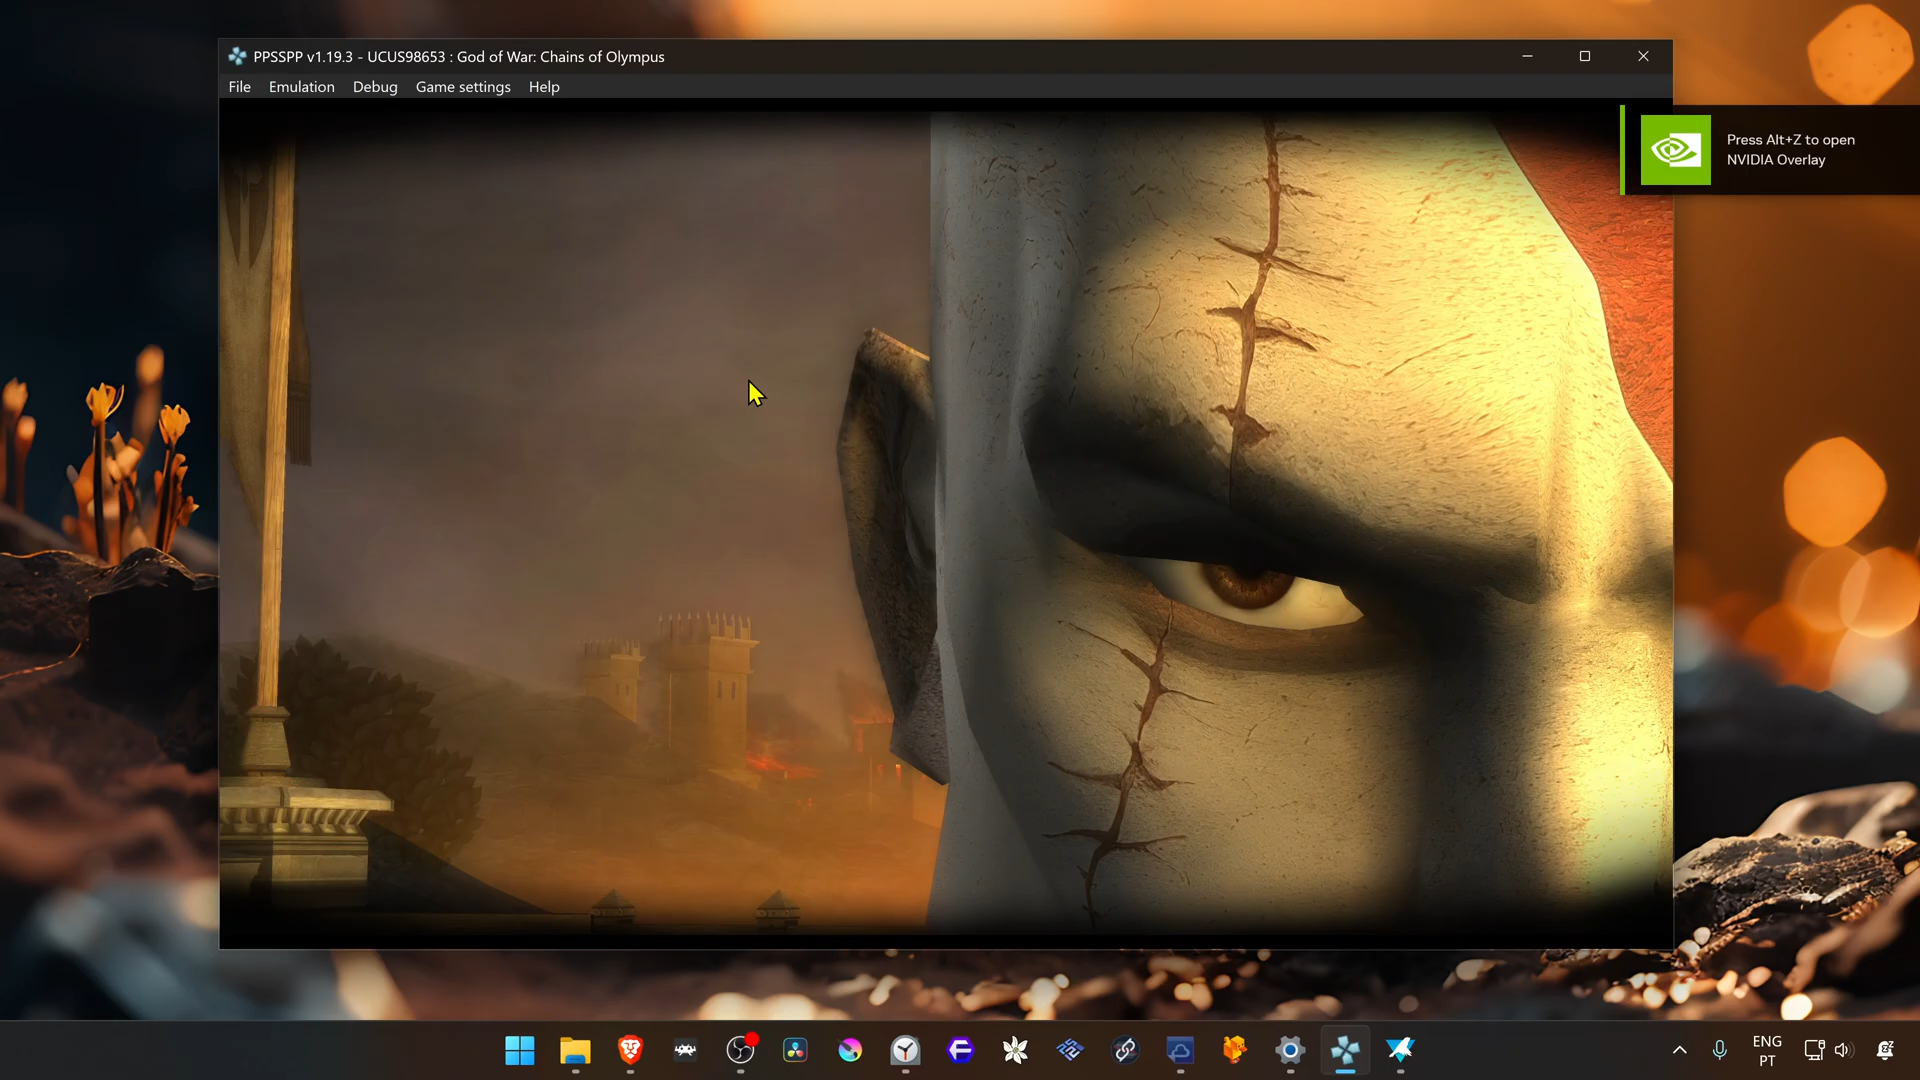 PPSSPP v1.19.3 - UCUS98653 : God of War: Chains of Olympus
File Emulation Debug Game settings Help
Press Alt+Z to open
NVIDIA Overlay
ENG
PT